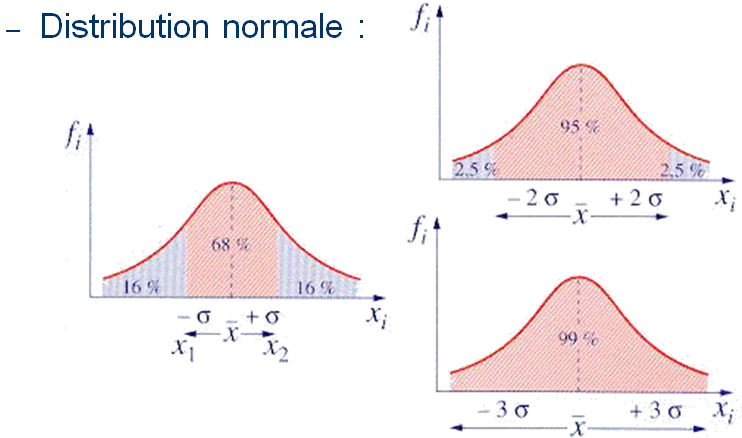 – Distribution normale :
fi
68 %
16 %
16 %
– σ
+ σ
xi
x1
x̅
x2
fi
95 %
2,5 %
2,5 %
– 2 σ
+ 2 σ
x̅
xi
fi
99 %
– 3 σ
+ 3 σ
x̅
xi